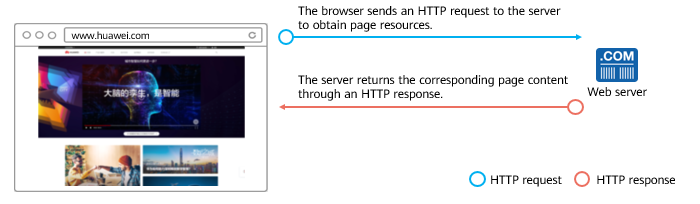 The browser sends an HTTP request to the server
to obtain page resources.
www.huawei.com
大脑的孪生，是智能
.COM
The server returns the corresponding page content
through an HTTP response.
Web server
HTTP request
HTTP response